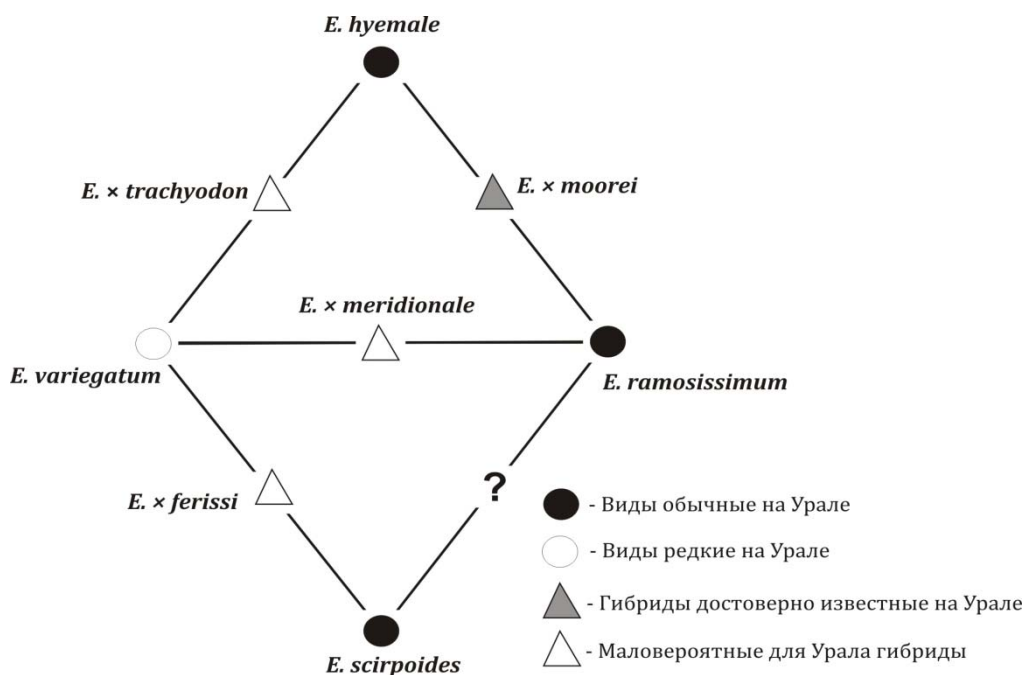 E. hyemale
E. × trachyodon
E. × moorei
E. × meridionale
E. variegatum
E. ramosissimum
E. × ferissi
?
E. scirpoides
- Виды обычные на Урале
- Виды редкие на Урале
- Гибриды достоверно известные на Урале
- Маловероятные для Урала гибриды